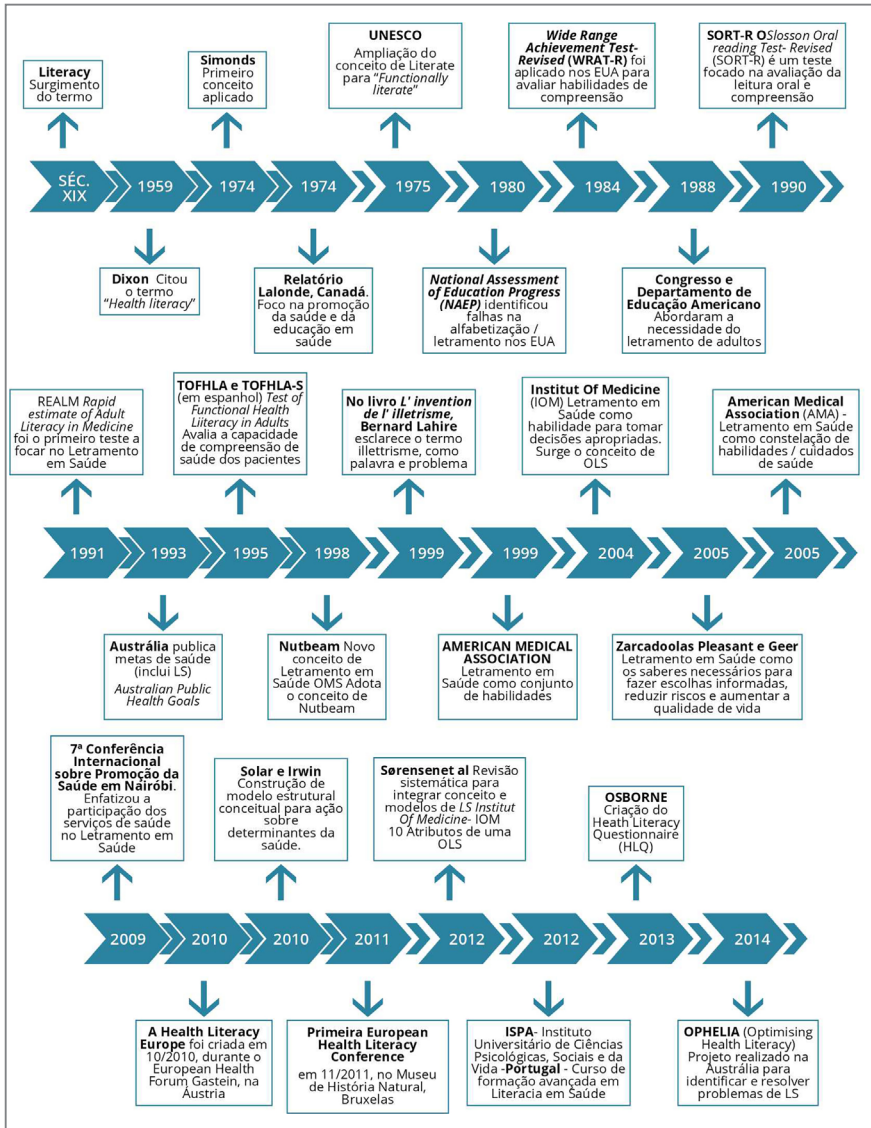 Literacy
Surgimento
do termo
Simonds
Primeiro
conceito
aplicado
UNESCO
Ampliação do
conceito de Literate
para “Functionally
literate”
Wide Range
Achievement Test-
Revised (WRAT-R) foi
aplicado nos EUA para
avaliar habilidades de
compreensão
SORT-R OSlosson Oral
reading Test- Revised
(SORT-R) é um teste
focado na avaliação da
leitura oral e
compreensão
SÉC.
XIX
1959
1974
1974
1975
1980
1984
1988
1990
Dixon Citou
o termo
“Health literacy”
Relatório
Lalonde, Canadá.
Foco na promoção
da saúde e da
educação em
saúde
National Assessment
of Education Progress
(NAEP) identificou
falhas na
alfabetização /
letramento nos EUA
Congresso e
Departamento de
Educação Americano
Abordaram a
necessidade do
letramento de adultos
REALM Rapid
estimate of Adult
Literacy in Medicine
foi o primeiro teste a
focar no Letramento
em Saúde
TOFHLA e TOFHLA-S
(em espanhol) Test of
Functional Health
Liiteracy in Adults
Avalia a capacidade
de compreensão de
saúde dos pacientes
No livro L' invention
de l' illetrisme,
Bernard Lahire
esclarece o termo
illettrisme, como
palavra e problema
Institut Of Medicine
(IOM) Letramento em
Saúde como
habilidade para tomar
decisões apropriadas.
Surge o conceito de
OLS
American Medical
Association (AMA) -
Letramento em Saúde
como constelação de
habilidades / cuidados
de saúde
1991
1993
1995
1998
1999
1999
2004
2005
2005
Austrália publica
metas de saúde
(inclui LS)
Australian Public
Health Goals
Nutbeam Novo
conceito de
Letramento em
Saúde OMS Adota
o conceito de
Nutbeam
AMERICAN MEDICAL
ASSOCIATION
Letramento em
Saúde como conjunto
de habilidades
Zarcadoolas Pleasant e Geer
Letramento em Saúde como
os saberes necessários para
fazer escolhas informadas,
reduzir riscos e aumentar a
qualidade de vida
7ª Conferência
Internacional
sobre Promoção da
Saúde em Nairóbi.
Enfatizou a
participação dos
serviços de saúde
no Letramento em
Saúde
Solar e Irwin
Construção de
modelo estrutural
conceitual para ação
sobre
determinantes da
saúde.
Sørensenet al Revisão
sistemática para
integrar conceito e
modelos de LS Institut
Of Medicine- IOM
10 Atributos de uma
OLS
OSBORNE
Criação do
Heath Literacy
Questionnaire
(HLQ)
2009
2010
2010
2011
2012
2012
2013
2014
A Health Literacy
Europe foi criada em
10/2010, durante o
European Health
Forum Gastein, na
Áustria
Primeira European
Health Literacy
Conference
em 11/2011, no Museu
de História Natural,
Bruxelas
ISPA- Instituto
Universitário de Ciências
Psicológicas, Sociais e da
Vida -Portugal - Curso de
formação avançada em
Literacia em Saúde
OPHELIA (Optimising
Health Literacy)
Projeto realizado na
Austrália para
identificar e resolver
problemas de LS